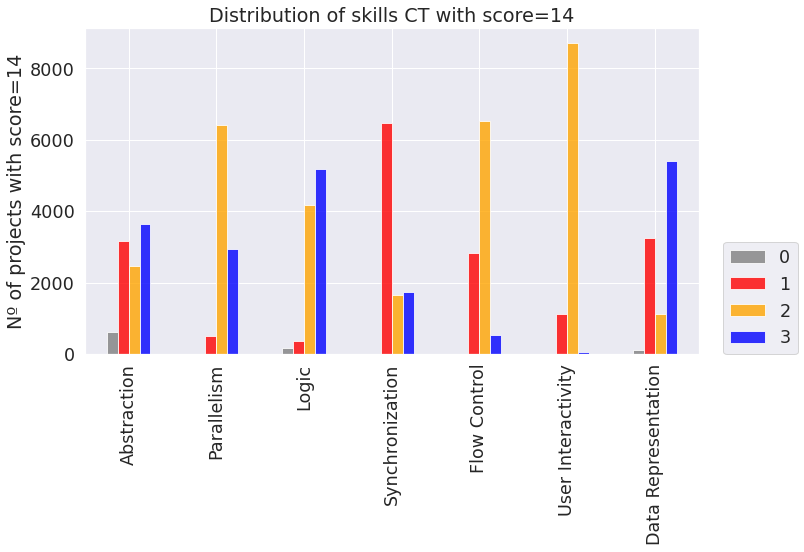 Distribution of skills CT with score=14
Nº of projects with score=14
8000
6000
4000
2000
0
Abstraction
Parallelism
Logic
Synchronization
Flow Control
User Interactivity
Data Representation
0
1
2
3